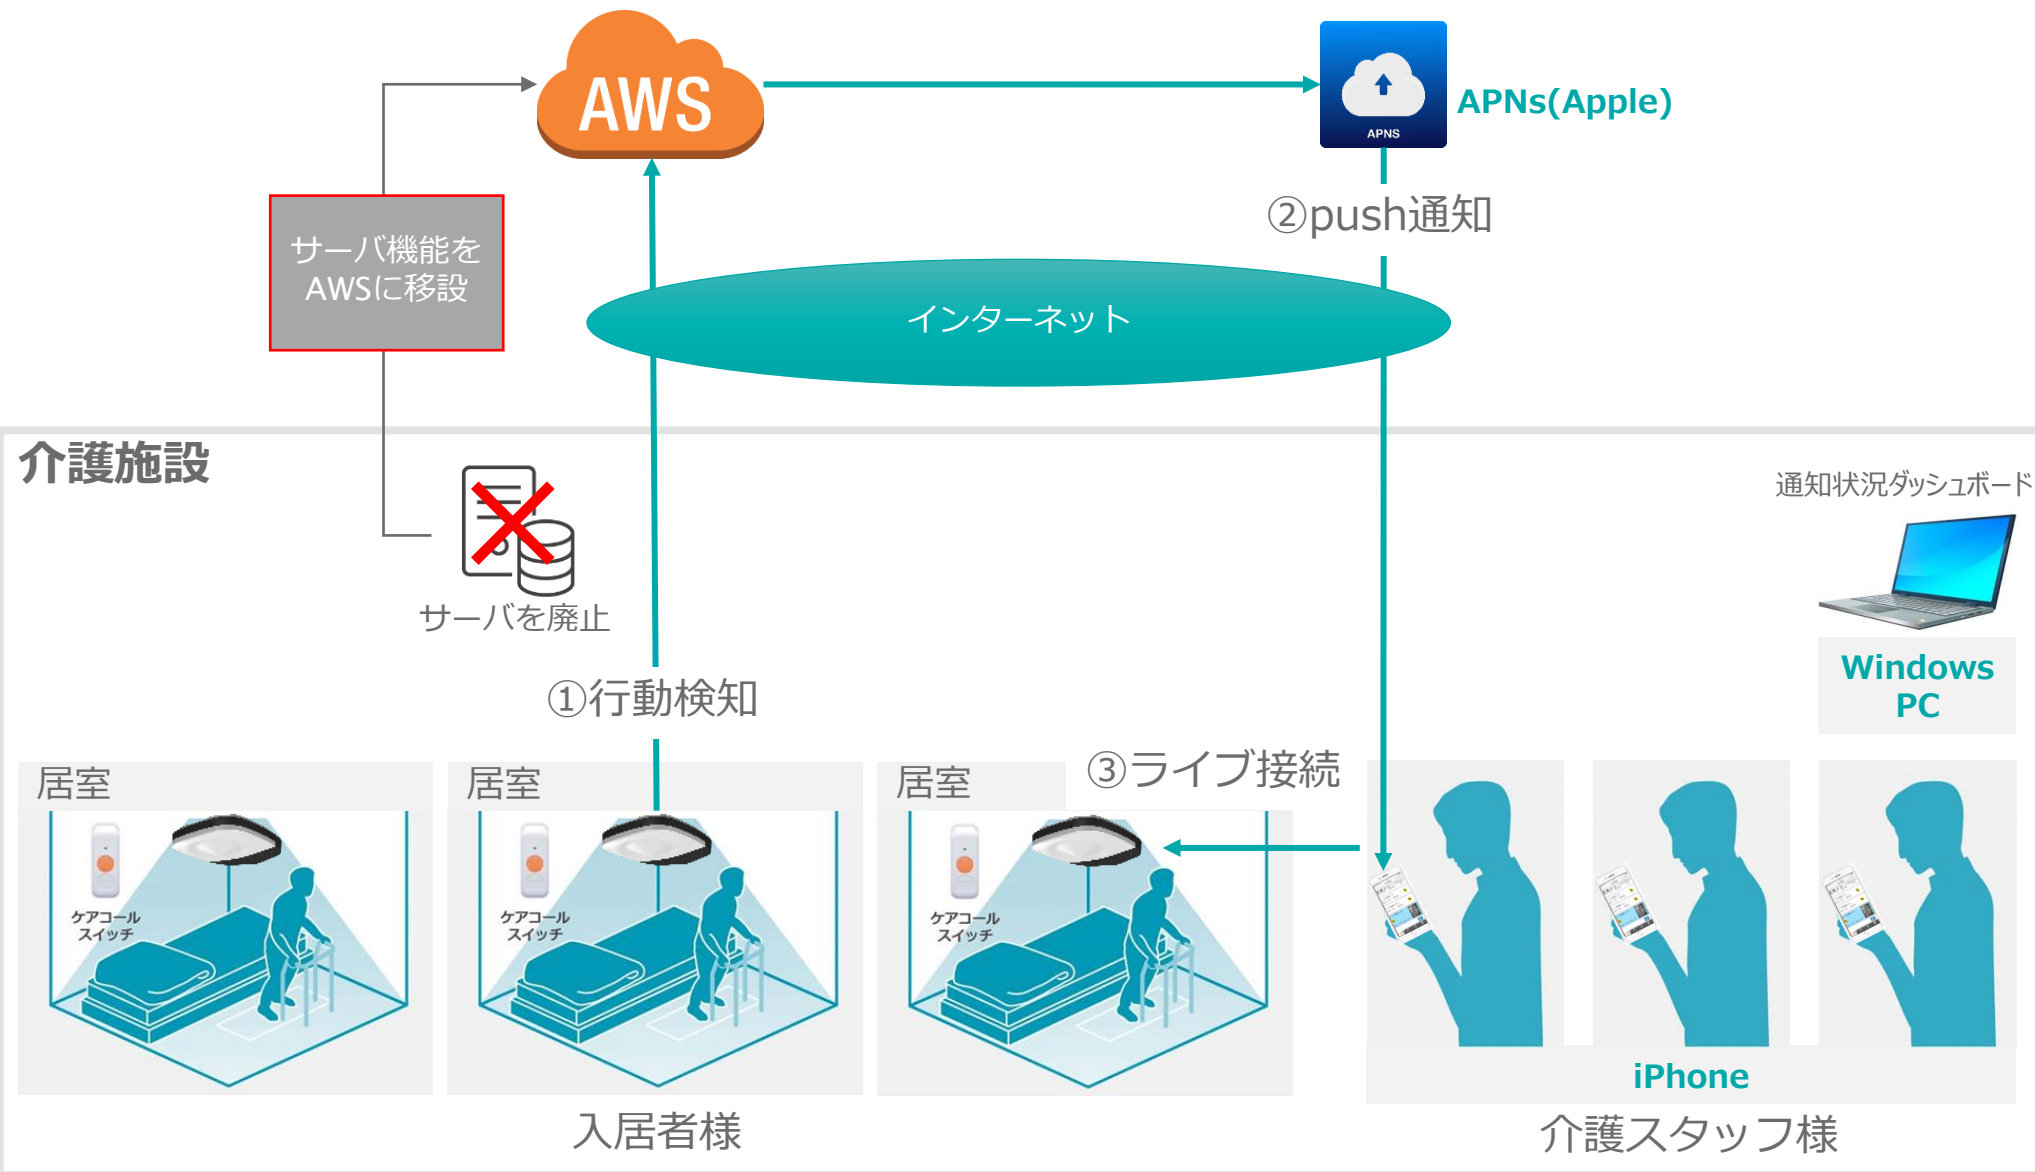 AWS
APNS
APNs(Apple)
②push通知
サーバ機能を
AWSに移設
インターネット
介護施設
通知状況ダッシュボード
サーバを廃止
Windows
PC
①行動検知
③ライブ接続
居室
居室
居室
ケアコール
スイッチ
ケアコール
スイッチ
ケアコール
スイッチ
iPhone
入居者様
介護スタッフ様